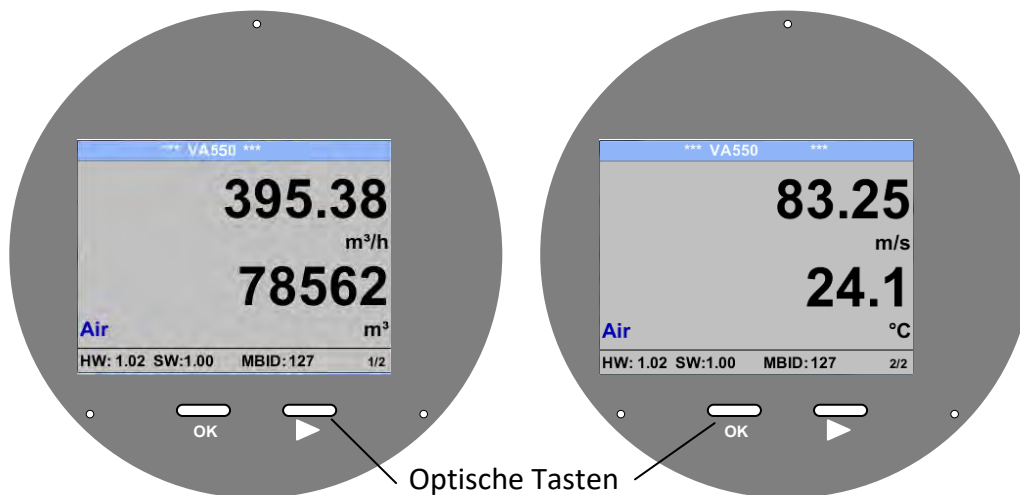 *** VA550 ***
395.38
m³/h
78562
Air m³
HW: 1.02 SW:1.00 MBID:127 1/2
OK
*** VA550 ***
83.25
m/s
24.1
Air °C
HW: 1.02 SW:1.00 MBID:127 2/2
OK
Optische Tasten